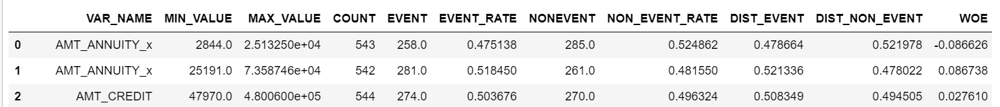 VAR_NAME MIN_VALUE MAX_VALUE COUNT EVENT EVENT_RATE NONEVENT NON_EVENT_RATE DIST_EVENT DIST_NON_EVENT WOE
0 AMT_ANNUITY_x 2844.0 2.513250e+04 543 258.0 0.475138 285.0 0.524862 0.478664 0.521978 -0.086626
1 AMT_ANNUITY_x 25191.0 7.358746e+04 542 281.0 0.518450 261.0 0.481550 0.521336 0.478022 0.086738
2 AMT_CREDIT 47970.0 4.800600e+05 544 274.0 0.503676 270.0 0.496324 0.508349 0.494505 0.027610